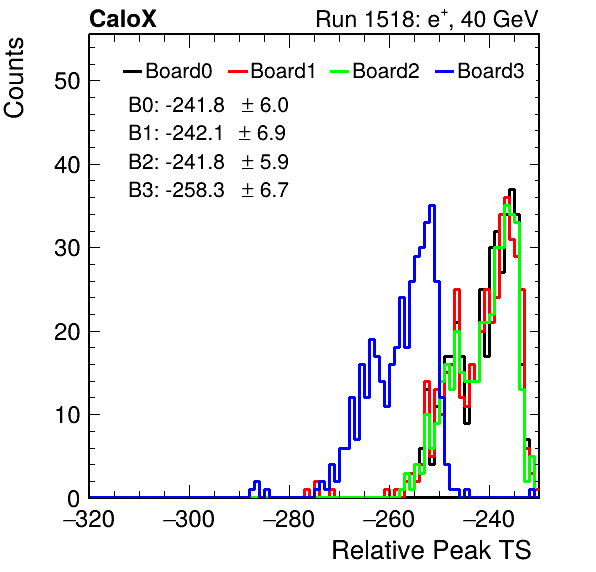 CaloX Run 1518: e+, 40 GeV
Counts
Board0 Board1 Board2 Board3
B0: -241.8 ± 6.0
B1: -242.1 ± 6.9
B2: -241.8 ± 5.9
B3: -258.3 ± 6.7
50
40
30
20
10
0
−320 −300 −280 −260 −240
Relative Peak TS